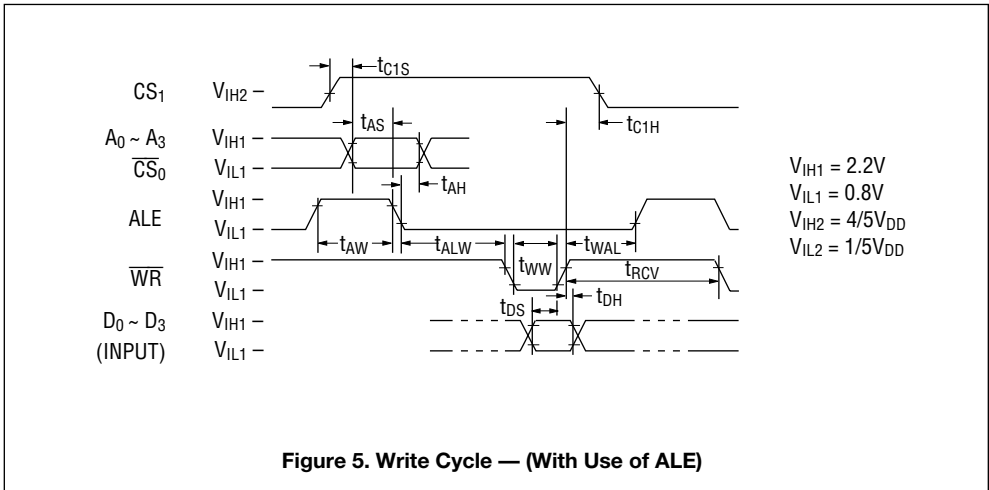 tC1S
CS1 VIH2 –
tC1H
tAS
A0 ~ A3 VIH1 –
CS0 VIL1 –
tAH
VIH1 = 2.2V
VIL1 = 0.8V
VIH2 = 4/5VDD
VIL2 = 1/5VDD
ALE VIH1 –
VIL1 –
tAW tALW tWW tWAL
WR VIH1 –
VIL1 –
tRCV
tDS tDH
D0 ~ D3 VIH1 –
(INPUT) VIL1 –
Figure 5. Write Cycle — (With Use of ALE)